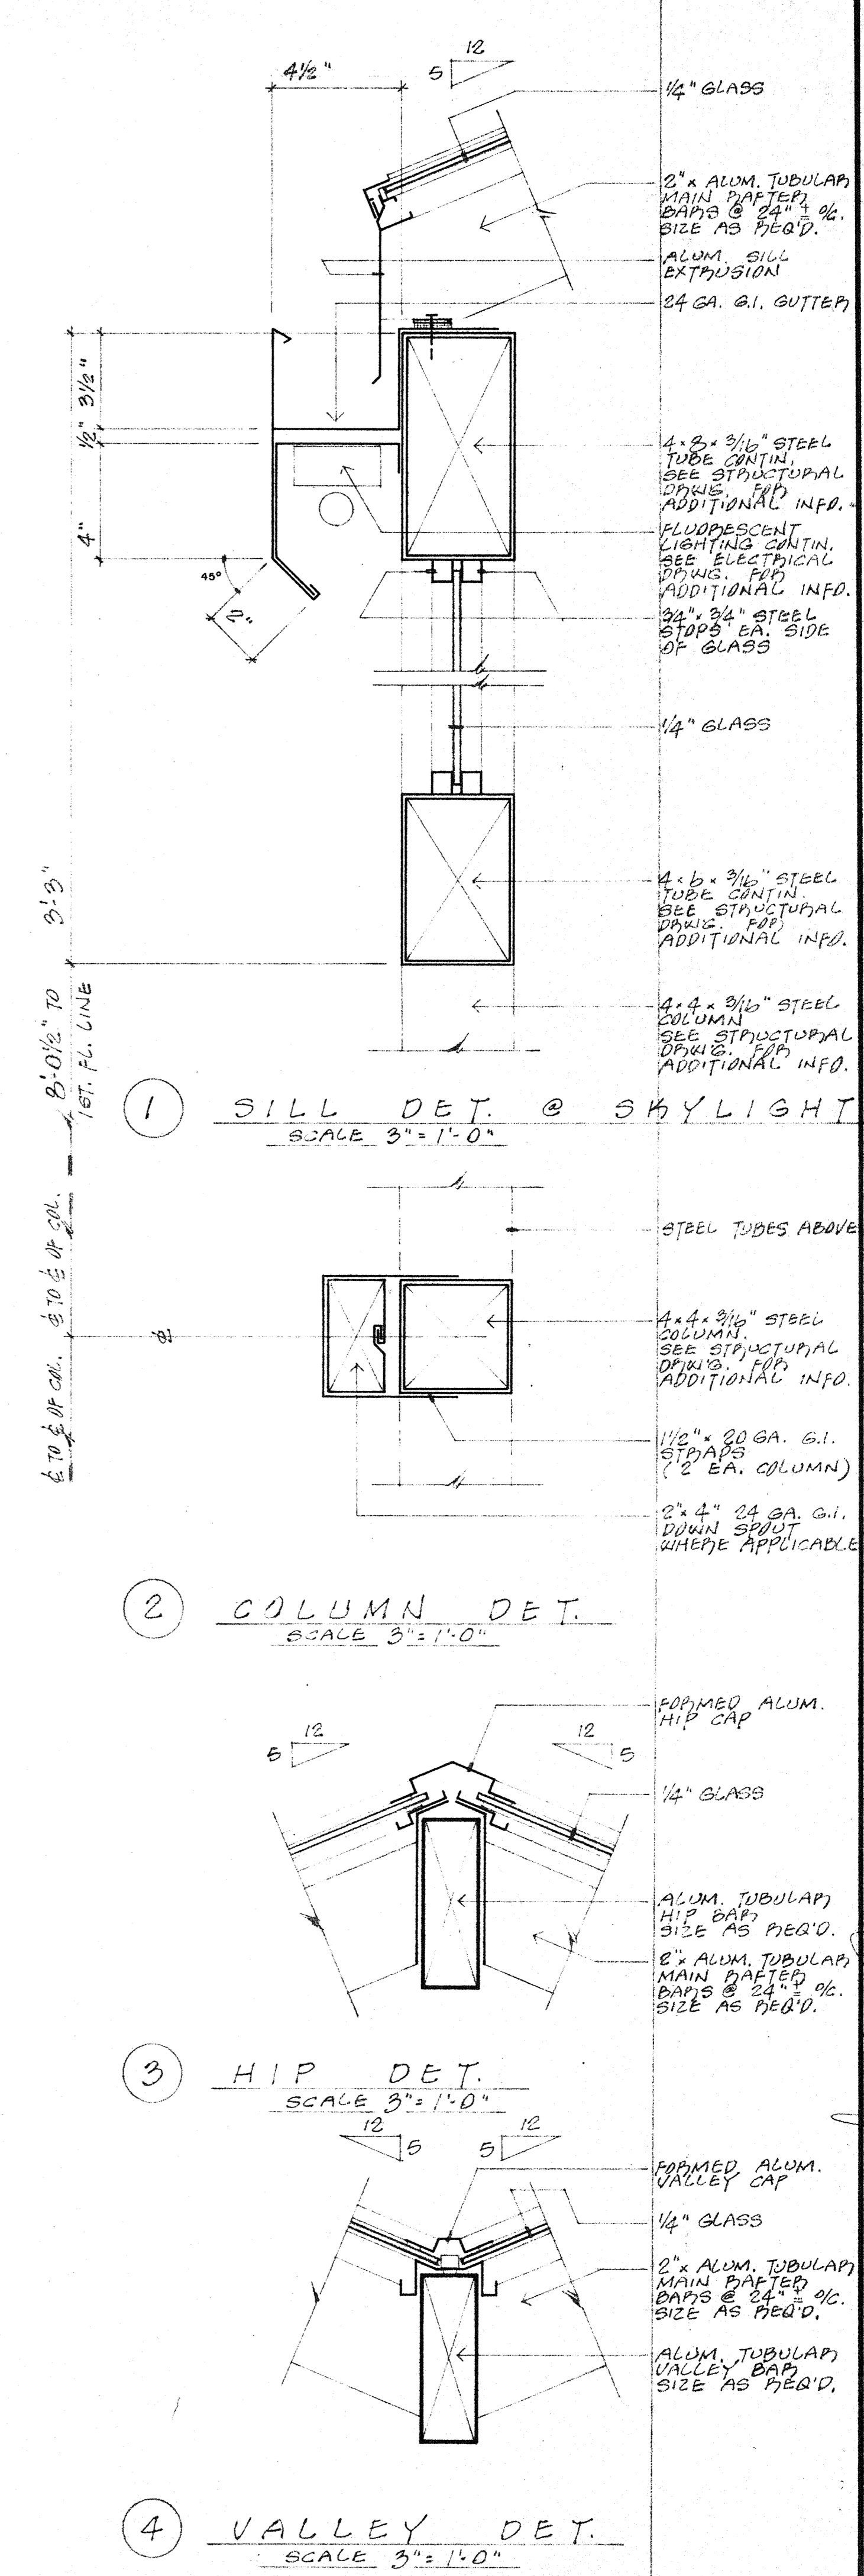 12
5
4½"
¼" GLASS
2" x ALUM. TUBULAR
MAIN RAFTER
BARS @ 24" ± O/C.
SIZE AS REQ'D.
ALUM. SILL
EXTRUSION
24 GA. G.I. GUTTER
3½"
½"
4"
45°
2"
4 x 8 x 3/16" STEEL
TUBE CONTIN.
SEE STRUCTURAL
DRWG. FOR
ADDITIONAL INFO.
FLUORESCENT
LIGHTING CONTIN.
SEE ELECTRICAL
DRWG. FOR
ADDITIONAL INFO.
3/4" x 3/4" STEEL
STOPS EA. SIDE
OF GLASS
¼" GLASS
3'-3"
4 x 6 x 3/16" STEEL
TUBE CONTIN.
SEE STRUCTURAL
DRWG. FOR
ADDITIONAL INFO.
8'-0½" TO
1ST. FL. LINE
4 x 4 x 3/16" STEEL
COLUMN
SEE STRUCTURAL
DRWG. FOR
ADDITIONAL INFO.
1 SILL DET. @ SKYLIGHT
SCALE 3" = 1'-0"
℄ TO ℄ OF COL.
℄ TO ℄ OF COL.
℄
STEEL TUBES ABOVE
4 x 4 x 3/16" STEEL
COLUMN.
SEE STRUCTURAL
DRW'G. FOR
ADDITIONAL INFO.
1½" x 20 GA. G.I.
STRAPS
(2 EA. COLUMN)
2" x 4" 24 GA. G.I.
DOWN SPOUT
WHERE APPLICABLE
2 COLUMN DET.
SCALE 3" = 1'-0"
12
5
12
5
FORMED ALUM.
HIP CAP
¼" GLASS
ALUM. TUBULAR
HIP BAR
SIZE AS REQ'D.
2" x ALUM. TUBULAR
MAIN RAFTER
BARS @ 24" ± O/C.
SIZE AS REQ'D.
3 HIP DET.
SCALE 3" = 1'-0"
12
5
12
5
FORMED ALUM.
VALLEY CAP
¼" GLASS
2" x ALUM. TUBULAR
MAIN RAFTER
BARS @ 24" ± O/C.
SIZE AS REQ'D.
ALUM. TUBULAR
VALLEY BAR
SIZE AS REQ'D.
4 VALLEY DET.
SCALE 3" = 1'-0"